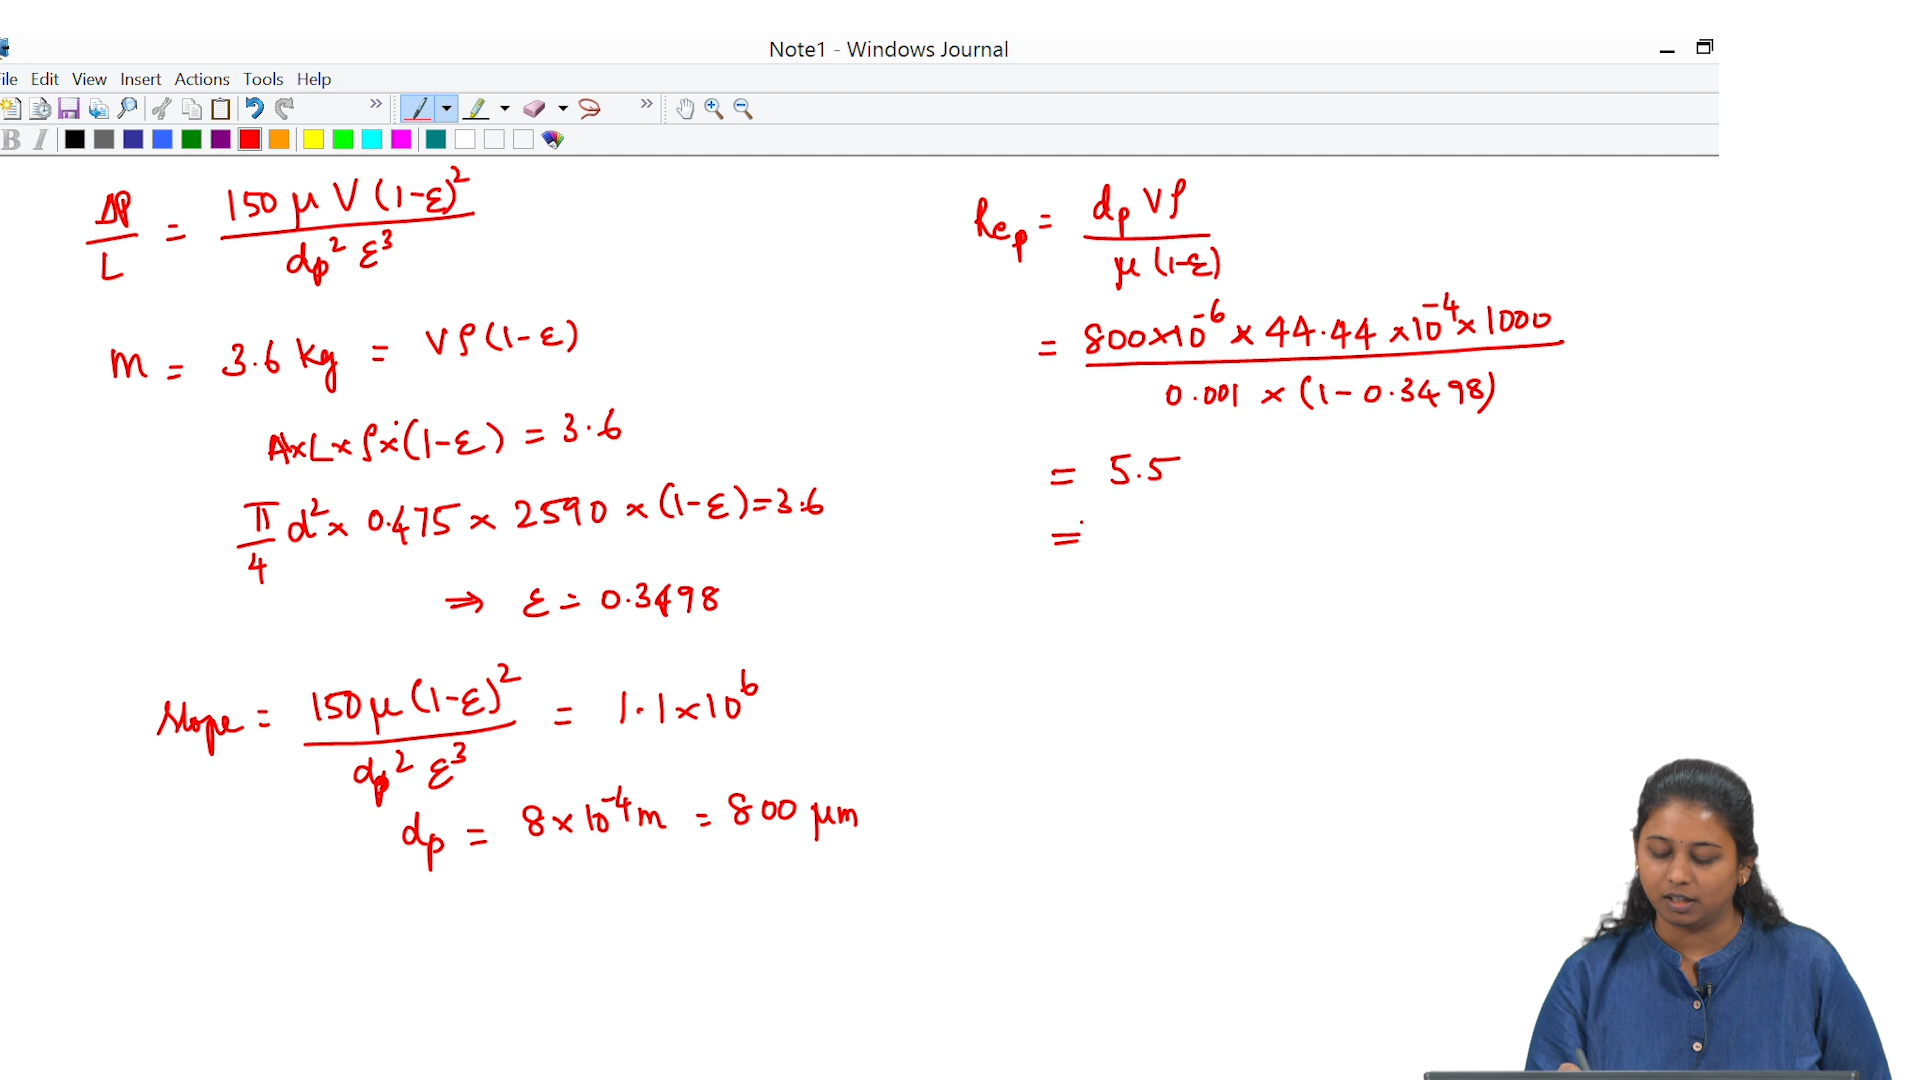 Note1 - Windows Journal
ile Edit View Insert Actions Tools Help
B I
ΔP/L = 150 μ V (1-ε)² / dp² ε³
m = 3.6 kg = Vρ(1-ε)
A×L×ρ×(1-ε) = 3.6
π/4 d² × 0.475 × 2590 × (1-ε) = 3.6
⇒ ε = 0.3498
Slope = 150 μ (1-ε)² / dp² ε³ = 1.1×10⁶
dp = 8×10⁻⁴ m = 800 μm
Rep = dp Vρ / μ (1-ε)
= 800×10⁻⁶ × 44.44 ×10⁻⁴ × 1000 / 0.001 × (1-0.3498)
= 5.5
=